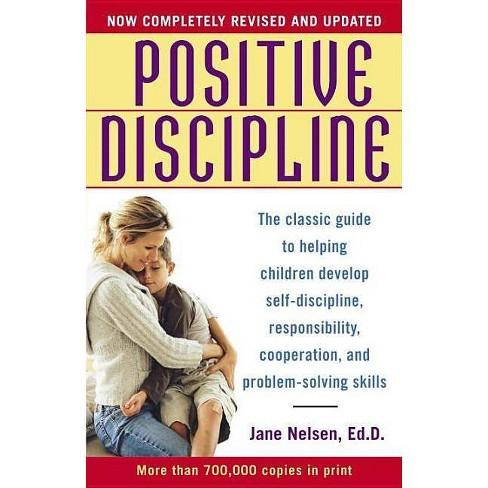 NOW COMPLETELY REVISED AND UPDATED
POSITIVE
DISCIPLINE
The classic guide
to helping
children develop
self-discipline,
responsibility,
cooperation, and
problem-solving skills
Jane Nelsen, Ed.D.
More than 700,000 copies in print